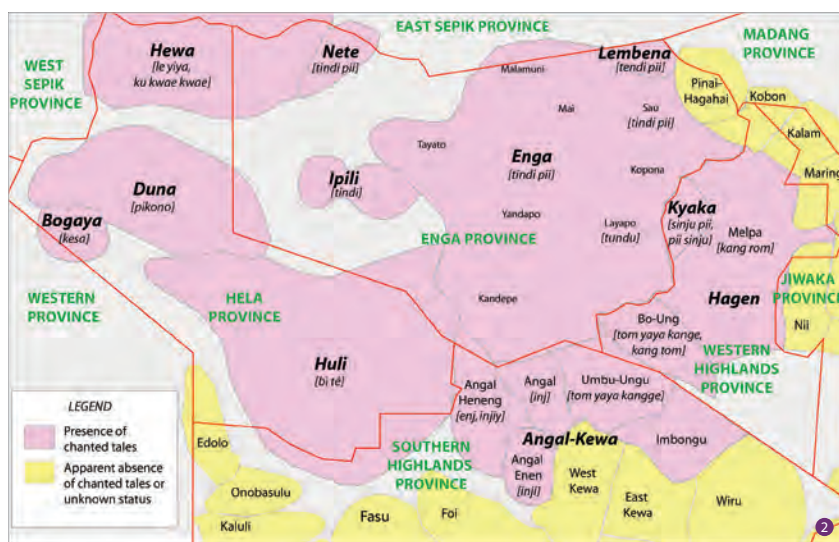 EAST SEPIK PROVINCE
MADANG
PROVINCE
WEST
SEPIK
PROVINCE
Hewa
[le yiya,
ku kwae kwae]
Nete
[tindi pii]
Lembena
[tendi pii]
Malamuni
Pinai-
Hagahai
Kobon
Mai
Sau
[tindi pii]
Kalam
Tayato
Maring
Enga
[tindi pii]
Ipili
[tindi]
Kopona
Duna
[pikono]
Bogaya
[kesa]
Yandapo
Layapo
[tundu]
Kyaka
[sinju pii,
pii sinju]
Melpa
[kang rom]
ENGA PROVINCE
WESTERN
PROVINCE
HELA
PROVINCE
Kandepe
Hagen
JIWAKA
PROVINCE
Nii
Bo-Ung
[tom yaya kange,
kang tom]
WESTERN
HIGHLANDS
PROVINCE
Huli
[bì té]
Angal
Heneng
[enj, injiy]
Angal
[inj]
Umbu-Ungu
[tom yaya kangge]
Angal-Kewa
Imbongu
SOUTHERN
HIGHLANDS
PROVINCE
Angal
Enen
[injl]
West
Kewa
East
Kewa
Wiru
Edolo
Onobasulu
Kaluli
Fasu
Foi
LEGEND
Presence of
chanted tales
Apparent absence
of chanted tales or
unknown status
2